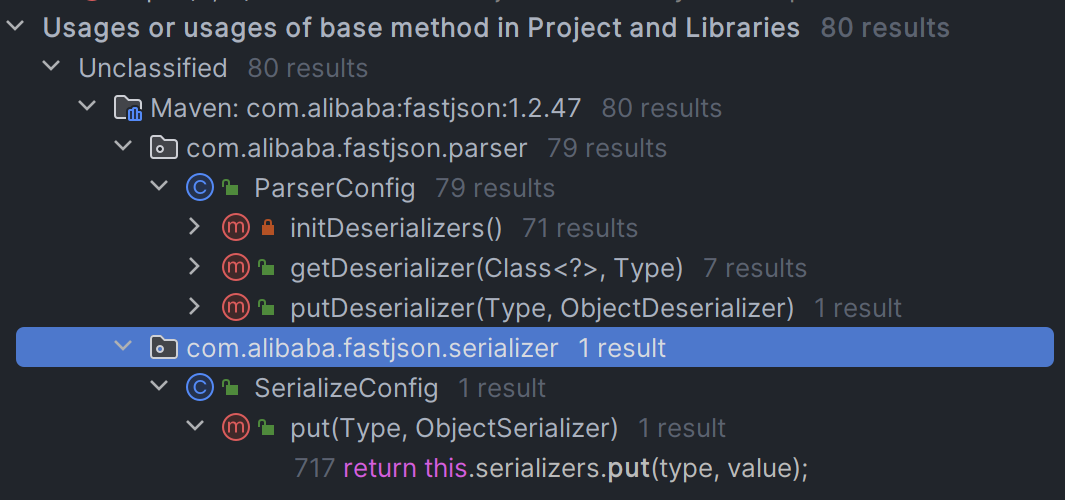 Usages or usages of base method in Project and Libraries 80 results
Unclassified 80 results
Maven: com.alibaba:fastjson:1.2.47 80 results
com.alibaba.fastjson.parser 79 results
C ParserConfig 79 results
m initDeserializers() 71 results
m getDeserializer(Class<?>, Type) 7 results
m putDeserializer(Type, ObjectDeserializer) 1 result
com.alibaba.fastjson.serializer 1 result
C SerializeConfig 1 result
m put(Type, ObjectSerializer) 1 result
717 return this.serializers.put(type, value);